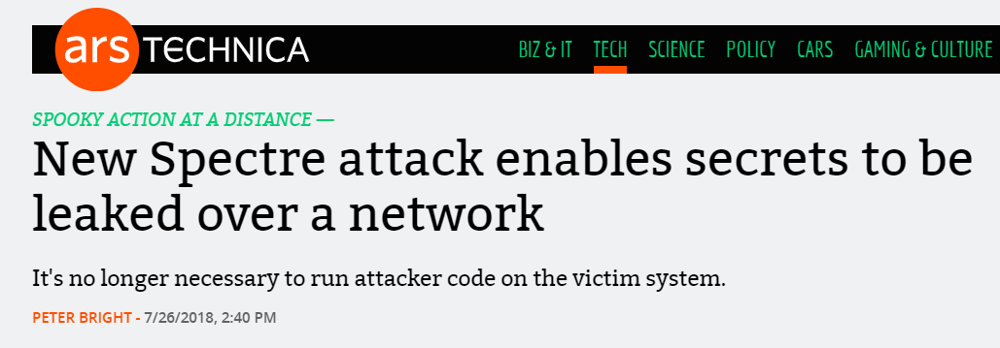 ars TECHNICA BIZ & IT TECH SCIENCE POLICY CARS GAMING & CULTURE
SPOOKY ACTION AT A DISTANCE —
New Spectre attack enables secrets to be
leaked over a network
It's no longer necessary to run attacker code on the victim system.
PETER BRIGHT - 7/26/2018, 2:40 PM